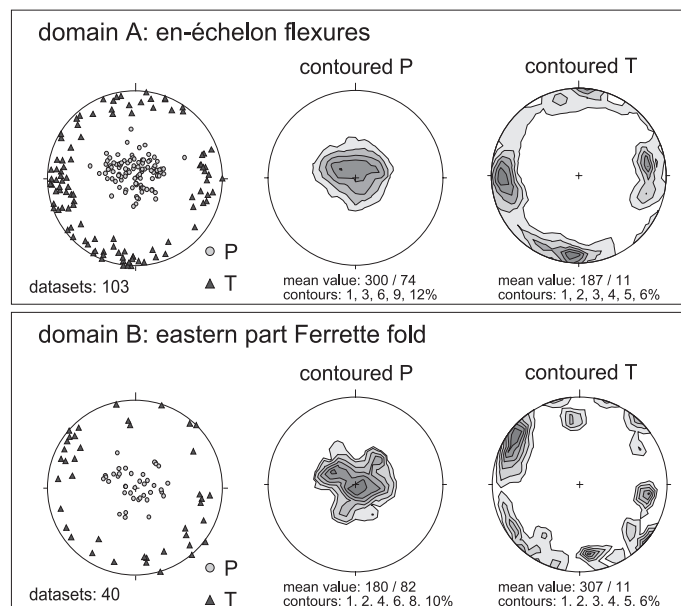 domain A: en-échelon flexures
contoured P
contoured T
P
T
datasets: 103
mean value: 300 / 74
contours: 1, 3, 6, 9, 12%
mean value: 187 / 11
contours: 1, 2, 3, 4, 5, 6%
domain B: eastern part Ferrette fold
contoured P
contoured T
P
T
datasets: 40
mean value: 180 / 82
contours: 1, 2, 4, 6, 8, 10%
mean value: 307 / 11
contours: 1, 2, 3, 4, 5, 6%